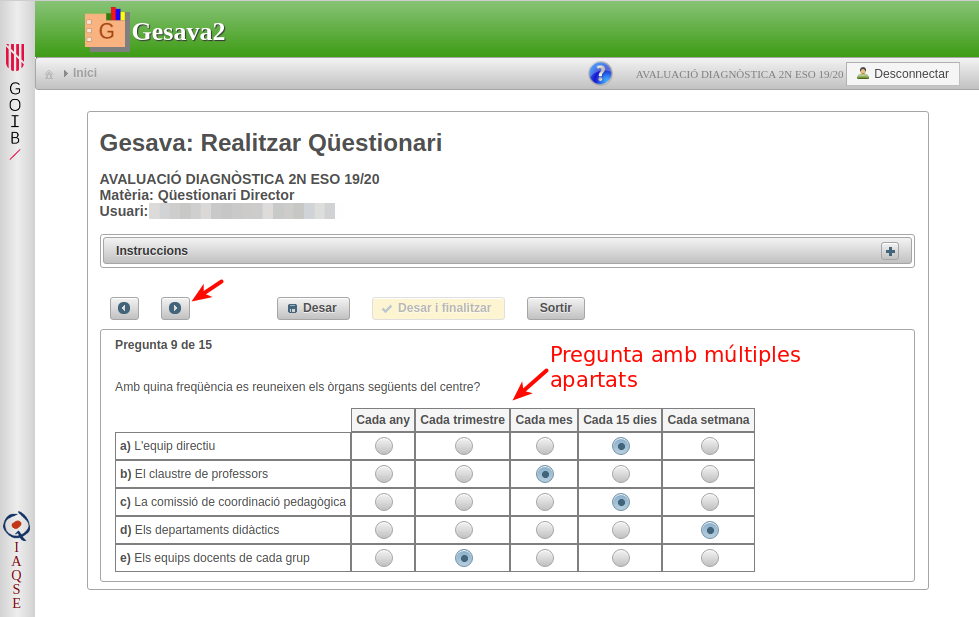 G Gesava2
Inici
AVALUACIÓ DIAGNÒSTICA 2N ESO 19/20
Desconnectar
G
O
I
B
Gesava: Realitzar Qüestionari
AVALUACIÓ DIAGNÒSTICA 2N ESO 19/20
Matèria: Qüestionari Director
Usuari:
Instruccions
Desar Desar i finalitzar Sortir
Pregunta 9 de 15
Pregunta amb múltiples
apartats
Amb quina freqüència es reuneixen els òrgans següents del centre?
Cada any Cada trimestre Cada mes Cada 15 dies Cada setmana
a) L'equip directiu
b) El claustre de professors
c) La comissió de coordinació pedagògica
d) Els departaments didàctics
e) Els equips docents de cada grup
I
A
Q
S
E